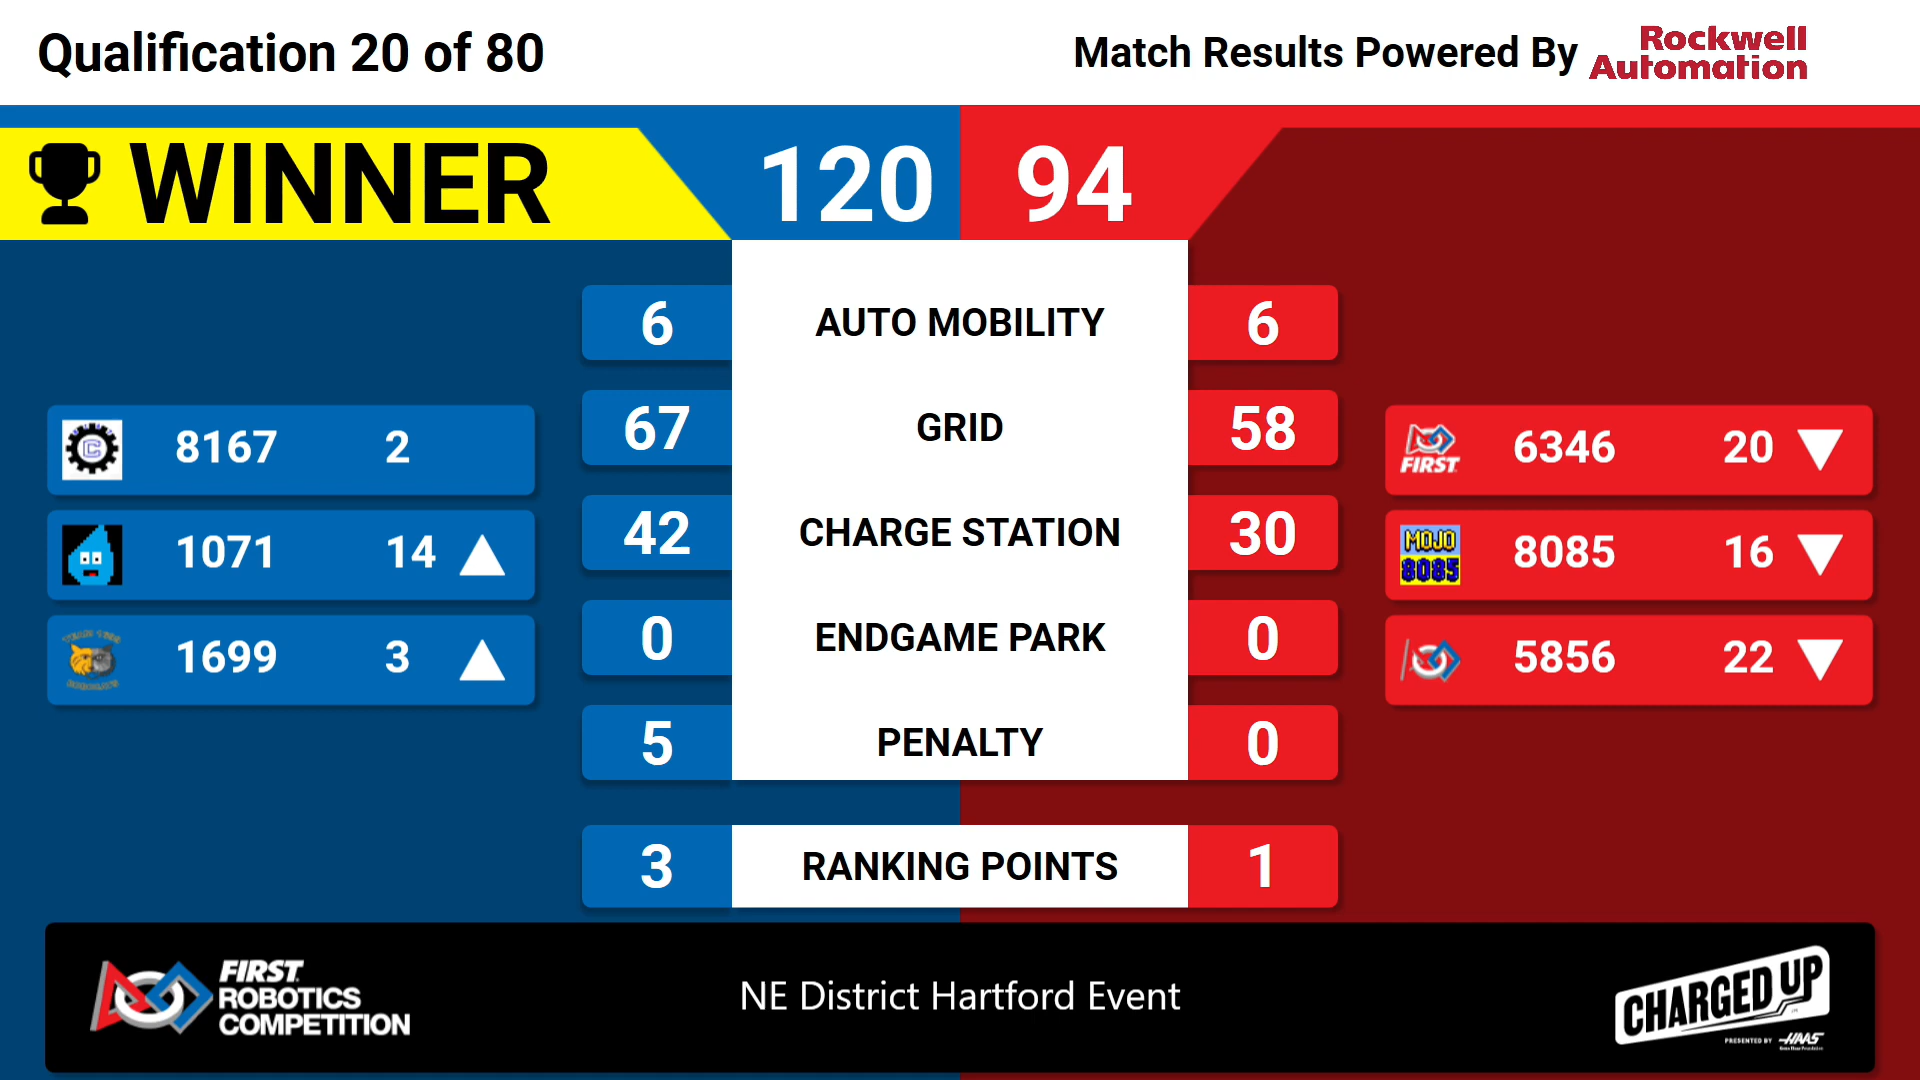 Qualification 20 of 80
Match Results Powered By
Rockwell
Automation
WINNER
120
94
6 AUTO MOBILITY 6
67 GRID 58
42 CHARGE STATION 30
0 ENDGAME PARK 0
5 PENALTY 0
3 RANKING POINTS 1
8167 2
1071 14
1699 3
FIRST 6346 20
MOJO
8085
8085 16
5856 22
FIRST
ROBOTICS
COMPETITION
NE District Hartford Event
CHARGED UP
PRESENTED BY HAAS